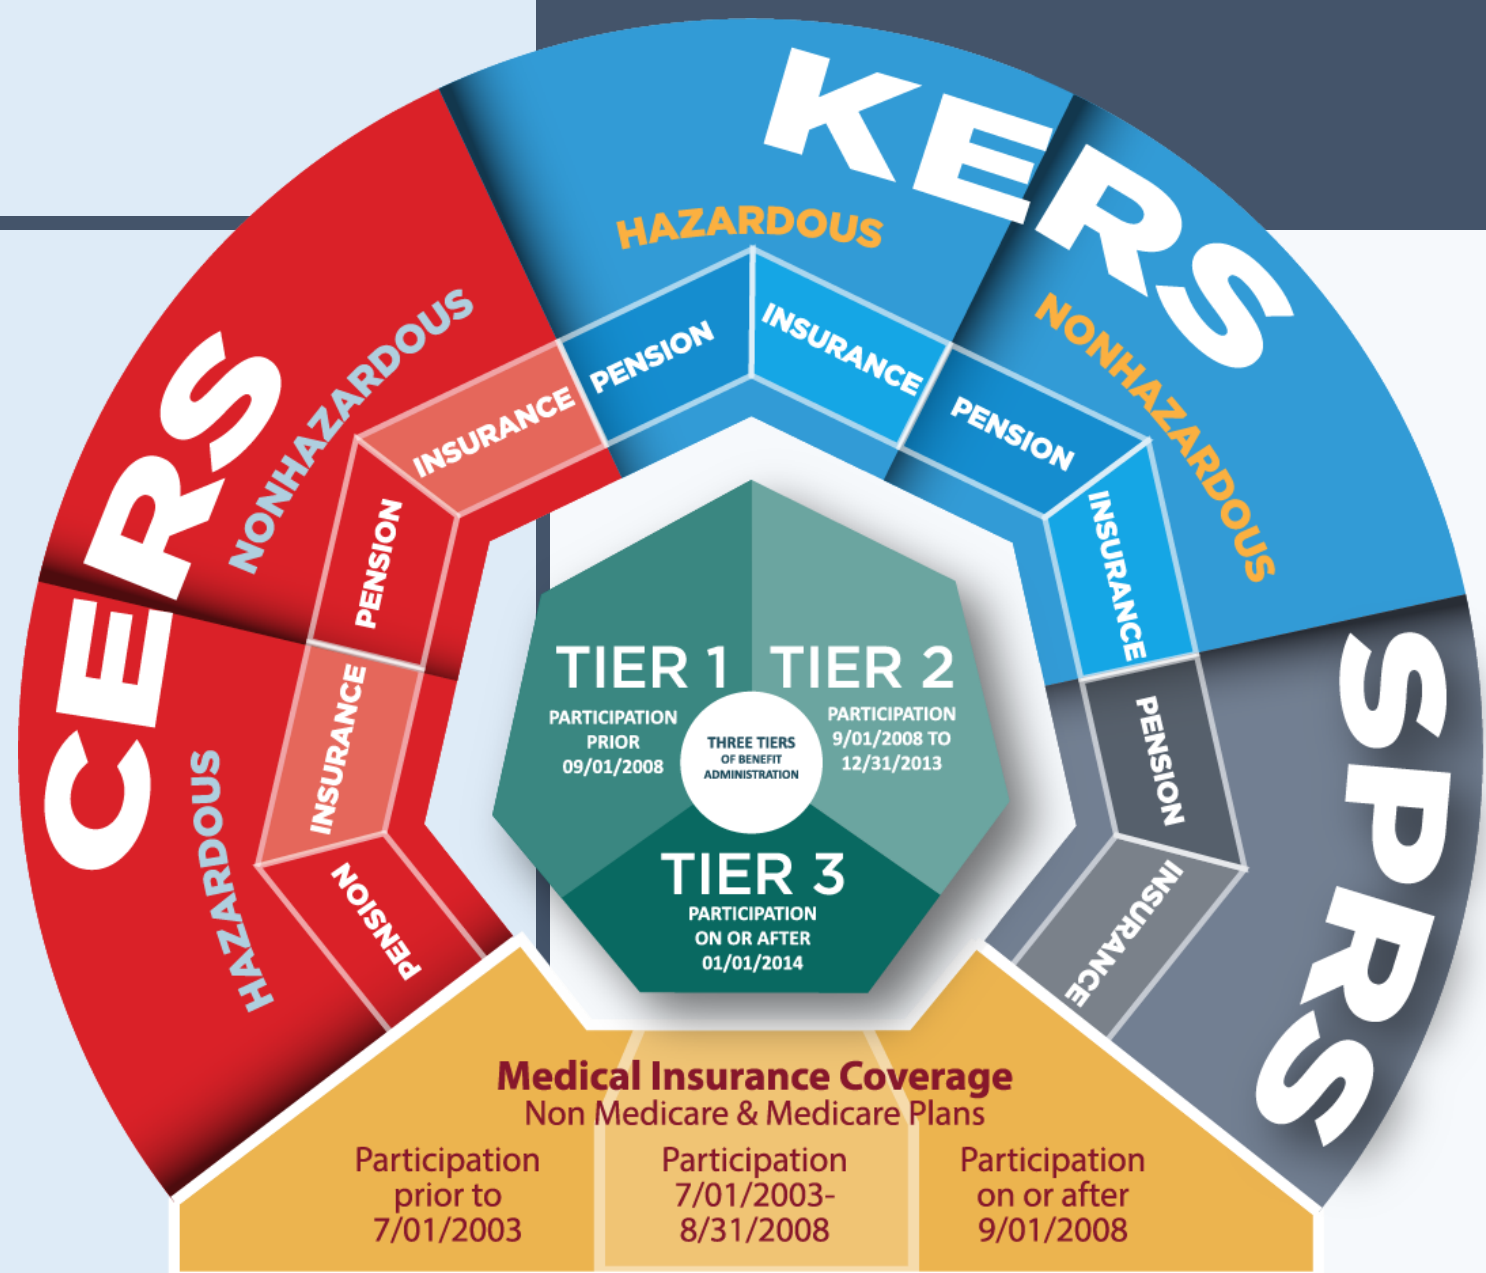 CERS
HAZARDOUS
PENSION
INSURANCE
NONHAZARDOUS
PENSION
INSURANCE
KERS
HAZARDOUS
PENSION
INSURANCE
NONHAZARDOUS
PENSION
INSURANCE
SPRS
PENSION
INSURANCE
TIER 1
PARTICIPATION
PRIOR
09/01/2008
TIER 2
PARTICIPATION
9/01/2008 TO
12/31/2013
THREE TIERS
OF BENEFIT
ADMINISTRATION
TIER 3
PARTICIPATION
ON OR AFTER
01/01/2014
Medical Insurance Coverage
Non Medicare & Medicare Plans
Participation
prior to
7/01/2003
Participation
7/01/2003-
8/31/2008
Participation
on or after
9/01/2008